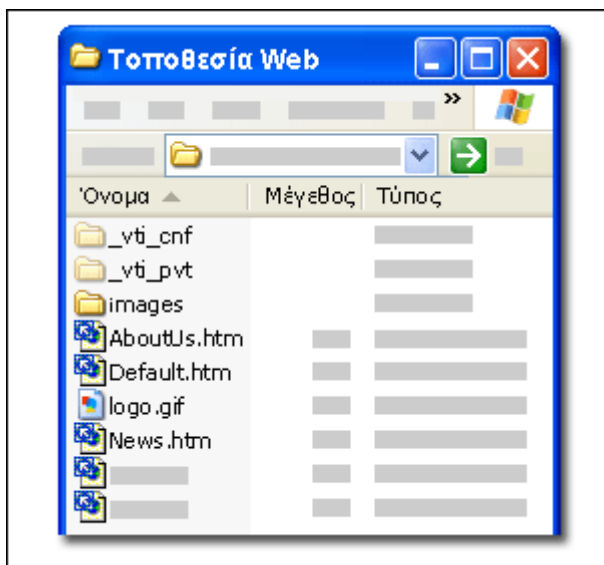 Τοποθεσία Web
»
Όνομα Μέγεθος Τύπος
_vti_cnf
_vti_pvt
images
AboutUs.htm
Default.htm
logo.gif
News.htm